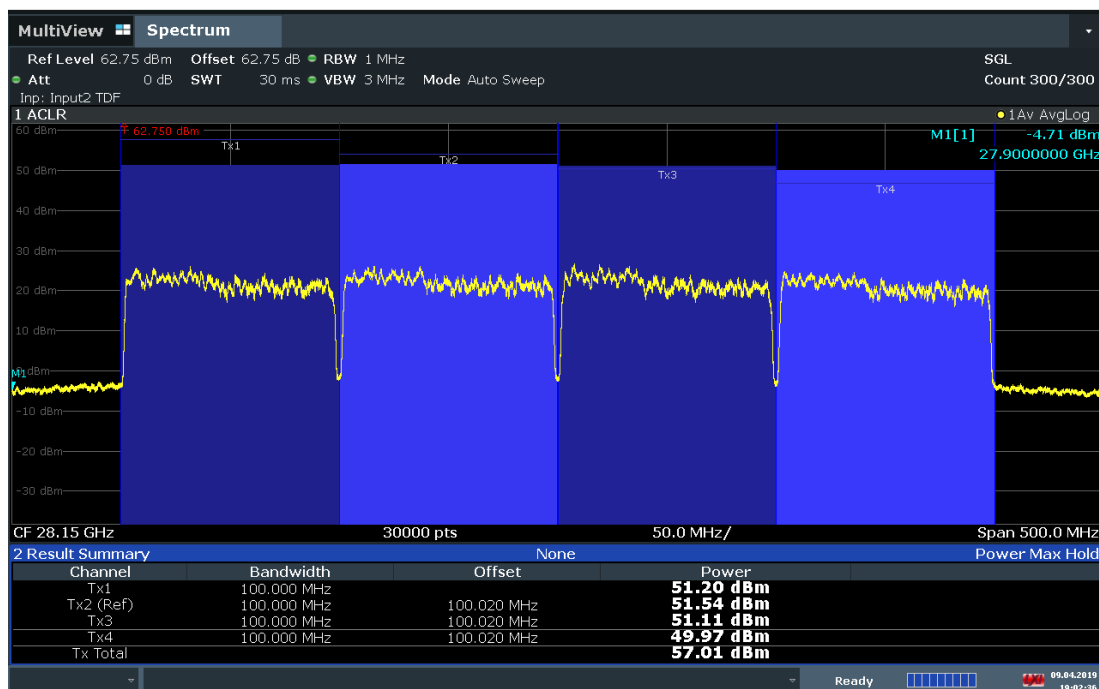 MultiView Spectrum
Ref Level 62.75 dBm Offset 62.75 dB RBW 1 MHz SGL
Att 0 dB SWT 30 ms VBW 3 MHz Mode Auto Sweep Count 300/300
Inp: Input2 TDF
1 ACLR 1Av AvgLog
60 dBm 62.750 dBm M1[1] -4.71 dBm
Tx1
27.9000000 GHz
Tx2
50 dBm
Tx3
Tx4
40 dBm
30 dBm
20 dBm
10 dBm
M1
0 dBm
-10 dBm
-20 dBm
-30 dBm
CF 28.15 GHz 30000 pts 50.0 MHz/ Span 500.0 MHz
2 Result Summary None Power Max Hold
Channel Bandwidth Offset Power
Tx1 100.000 MHz 51.20 dBm
Tx2 (Ref) 100.000 MHz 100.020 MHz 51.54 dBm
Tx3 100.000 MHz 100.020 MHz 51.11 dBm
Tx4 100.000 MHz 100.020 MHz 49.97 dBm
Tx Total 57.01 dBm
Ready 09.04.2019
19:02:36